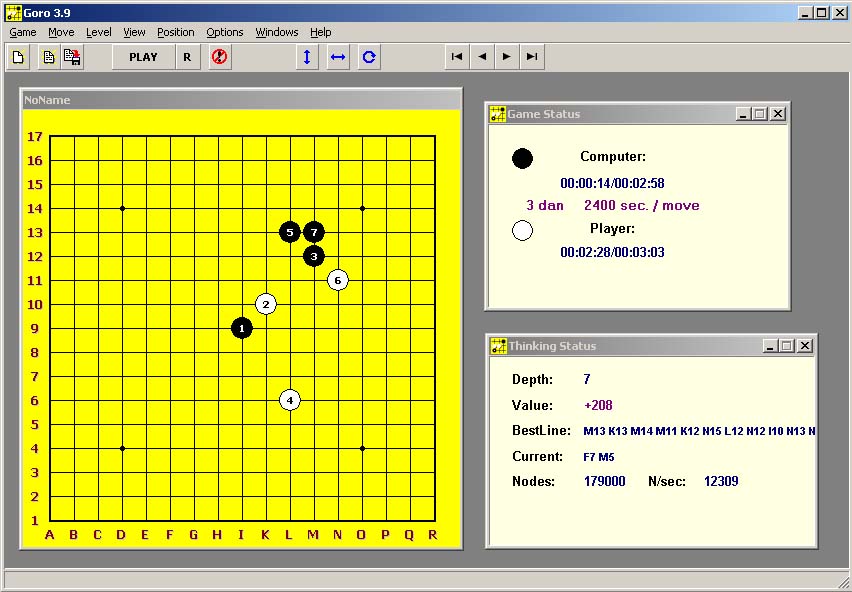 Goro 3.9
Game Move Level View Position Options Windows Help
PLAY R
NoName
17
16
15
14
13 5 7
12 3
11 6
10 2
9 1
8
7
6 4
5
4
3
2
1
A B C D E F G H I K L M N O P Q R
Game Status
Computer:
00:00:14/00:02:58
3 dan 2400 sec. / move
Player:
00:02:28/00:03:03
Thinking Status
Depth: 7
Value: +208
BestLine: M13 K13 M14 M11 K12 N15 L12 N12 I10 N13 N
Current: F7 M5
Nodes: 179000 N/sec: 12309